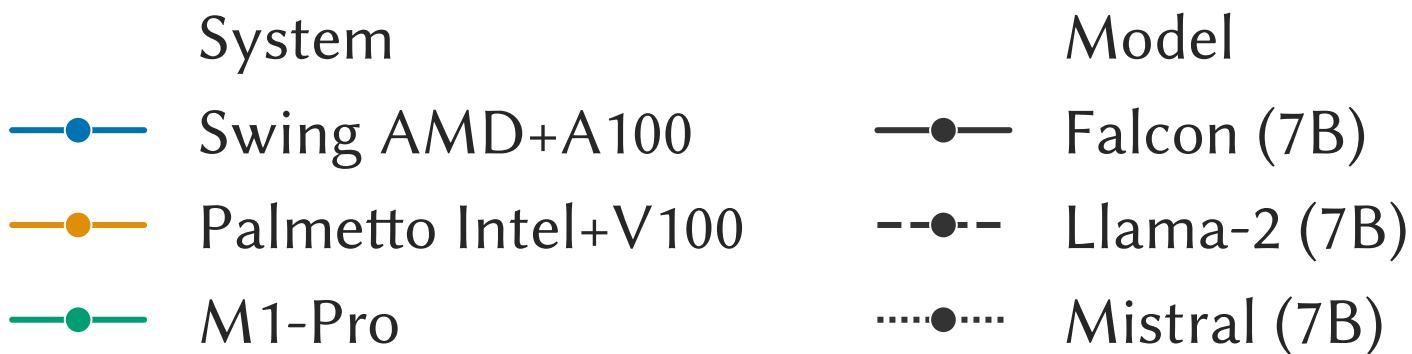 System
Swing AMD+A100
Palmetto Intel+V100
M1-Pro
Model
Falcon (7B)
Llama-2 (7B)
Mistral (7B)